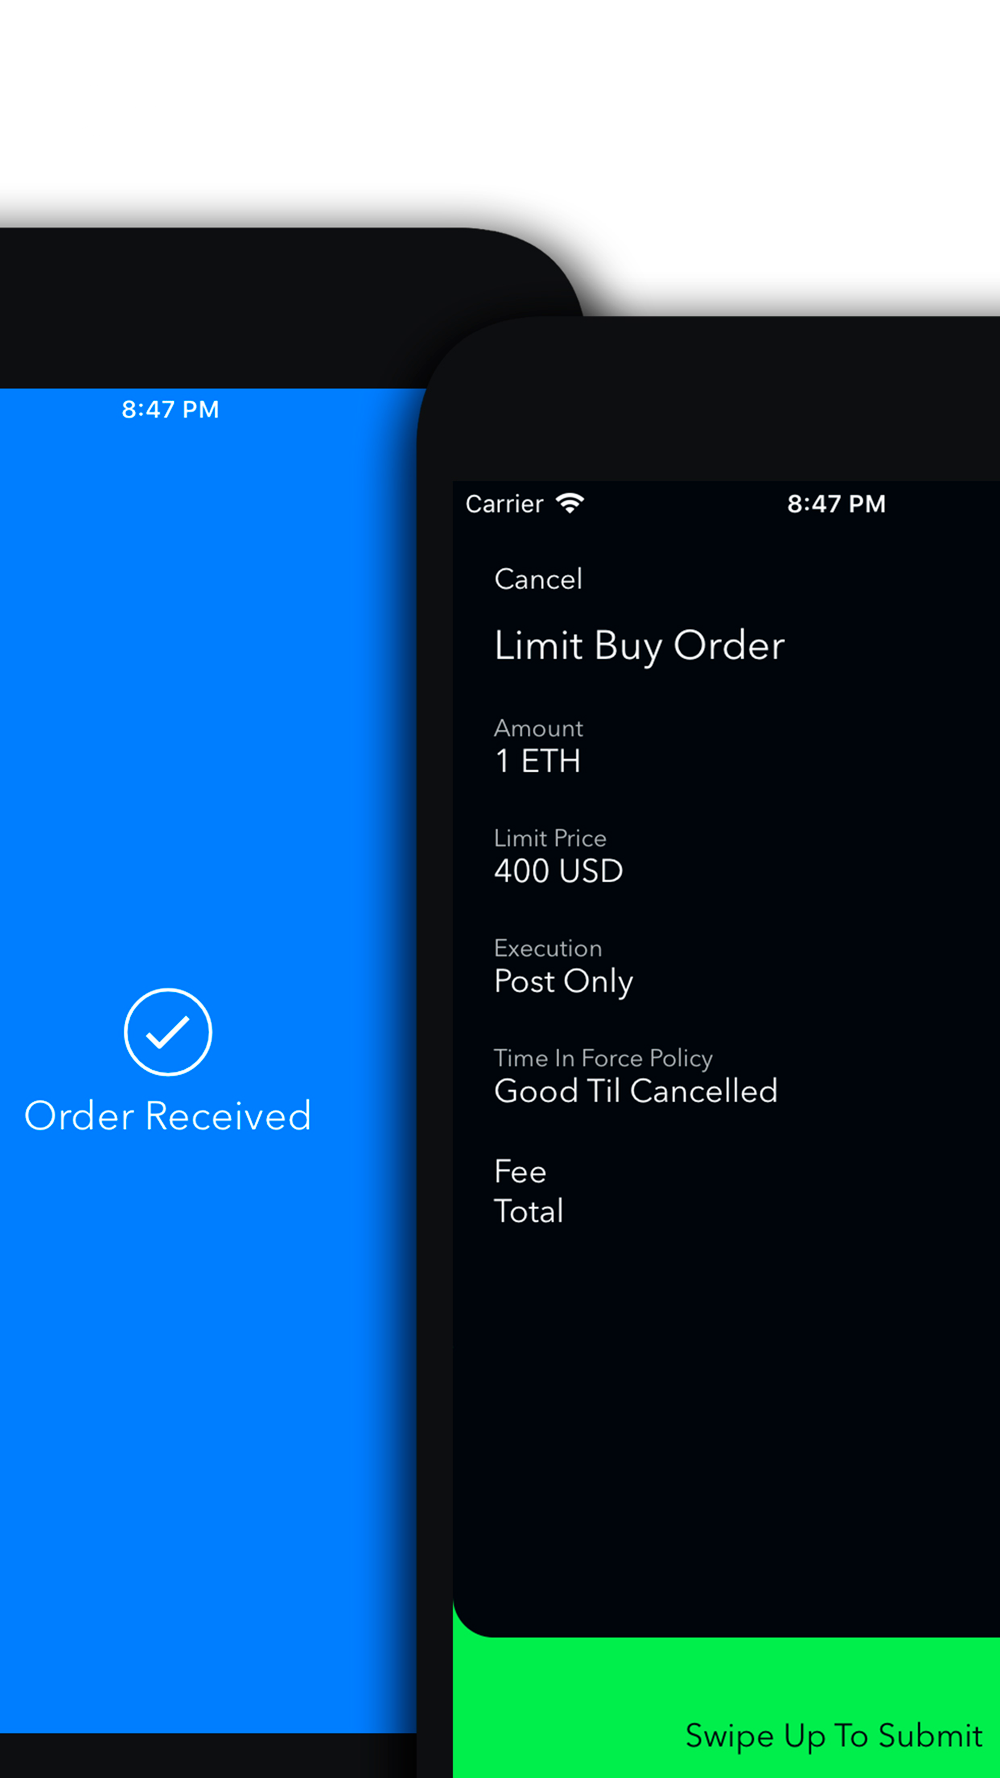 8:47 PM
Order Received
Carrier
8:47 PM
Cancel
Limit Buy Order
Amount
1 ETH
Limit Price
400 USD
Execution
Post Only
Time In Force Policy
Good Til Cancelled
Fee
Total
Swipe Up To Submit